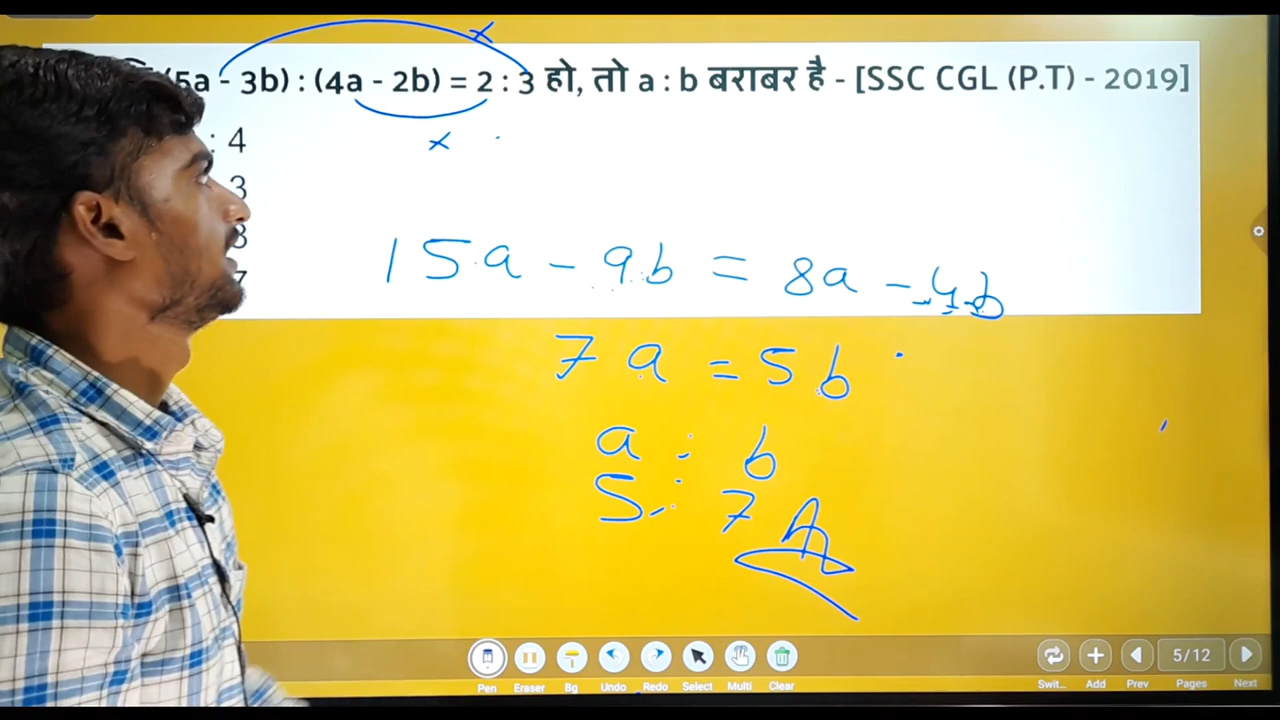 (5a - 3b) : (4a - 2b) = 2 : 3 हो, तो a : b बराबर है - [SSC CGL (P.T) - 2019]
x
: 4
x
3
8
7
15a - 9b = 8a - 4b
7a = 5b
a : b
5 : 7
Pen Eraser Bg Undo Redo Select Multi Clear
5/12
Swit... Add Prev Pages Next